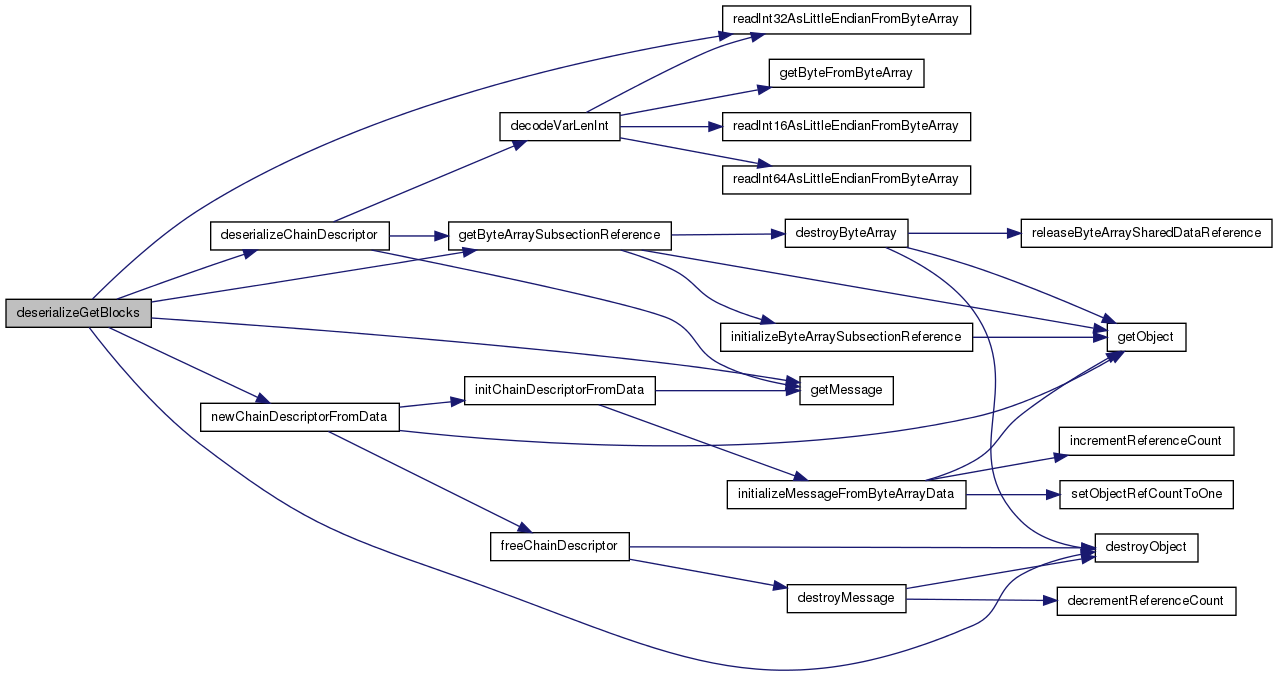 readInt32AsLittleEndianFromByteArray
getByteFromByteArray
decodeVarLenInt
readInt16AsLittleEndianFromByteArray
readInt64AsLittleEndianFromByteArray
deserializeChainDescriptor
getByteArraySubsectionReference
destroyByteArray
releaseByteArraySharedDataReference
deserializeGetBlocks
initializeByteArraySubsectionReference
getObject
initChainDescriptorFromData
getMessage
newChainDescriptorFromData
incrementReferenceCount
initializeMessageFromByteArrayData
setObjectRefCountToOne
freeChainDescriptor
destroyObject
destroyMessage
decrementReferenceCount